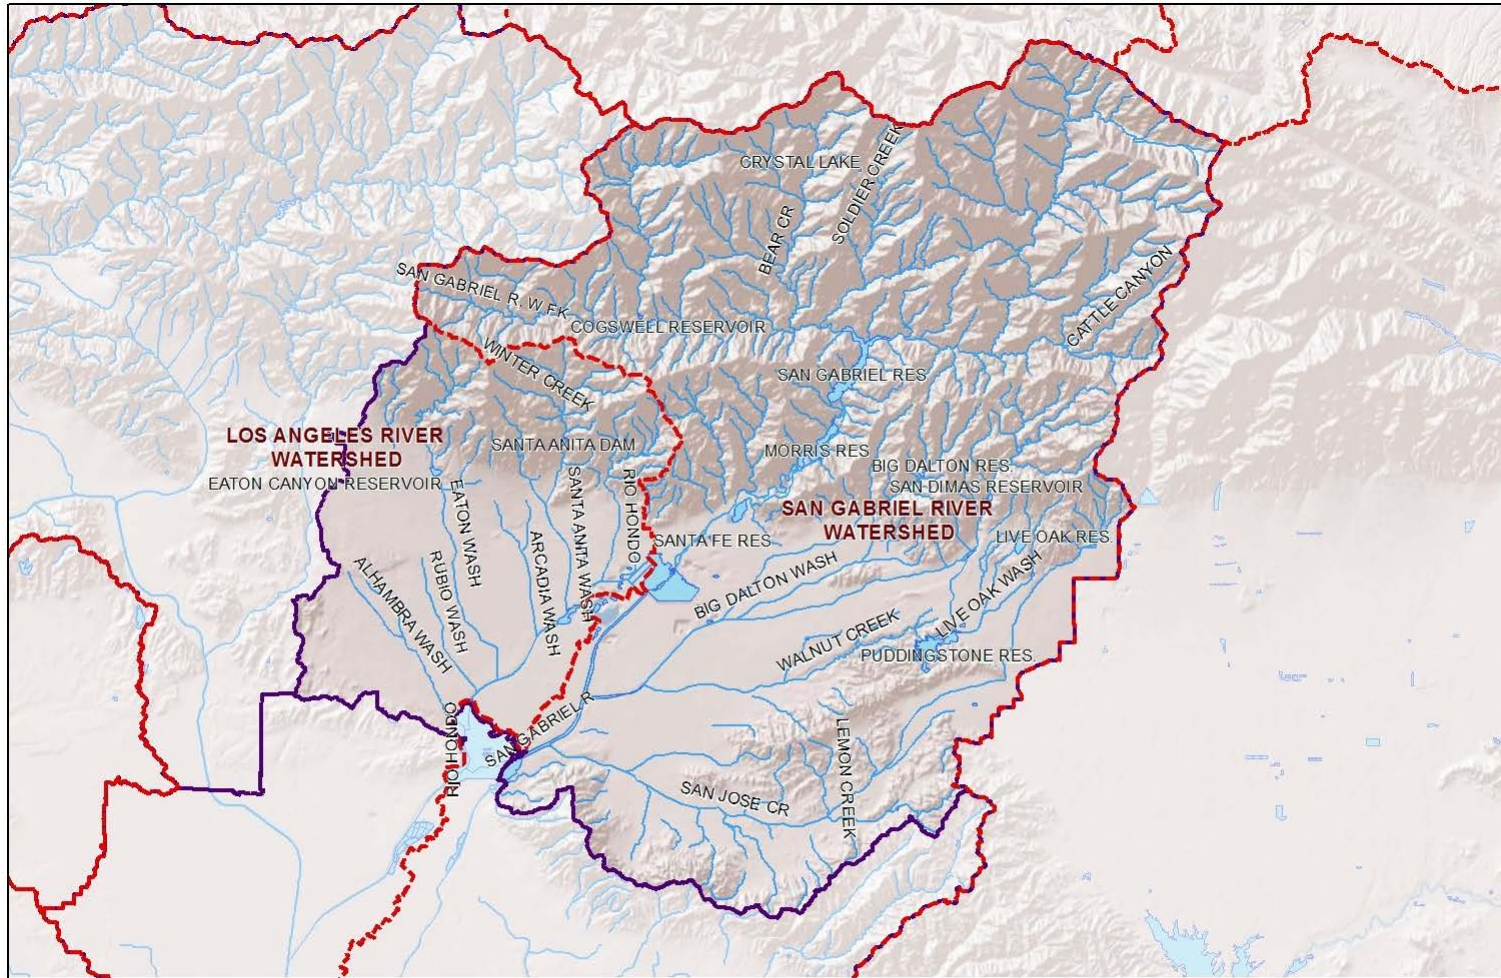 CRYSTAL LAKE
SOLDIER CREEK
BEAR CR
SAN GABRIEL R. W FK
CATTLE CANYON
COGSWELL RESERVOIR
WINTER CREEK
SAN GABRIEL RES
LOS ANGELES RIVER
WATERSHED
SANTA ANITA DAM
MORRIS RES
BIG DALTON RES.
EATON CANYON RESERVOIR
SAN DIMAS RESERVOIR
EATON WASH
SANTA ANITA WASH
RIO HONDO
SAN GABRIEL RIVER
WATERSHED
SANTA FE RES
LIVE OAK RES.
ALHAMBRA WASH
RUBIO WASH
ARCADIA WASH
BIG DALTON WASH
LIVE OAK WASH
WALNUT CREEK
PUDDINGSTONE RES.
RIO HONDO
SAN GABRIEL R
LEMON CREEK
SAN JOSE CR